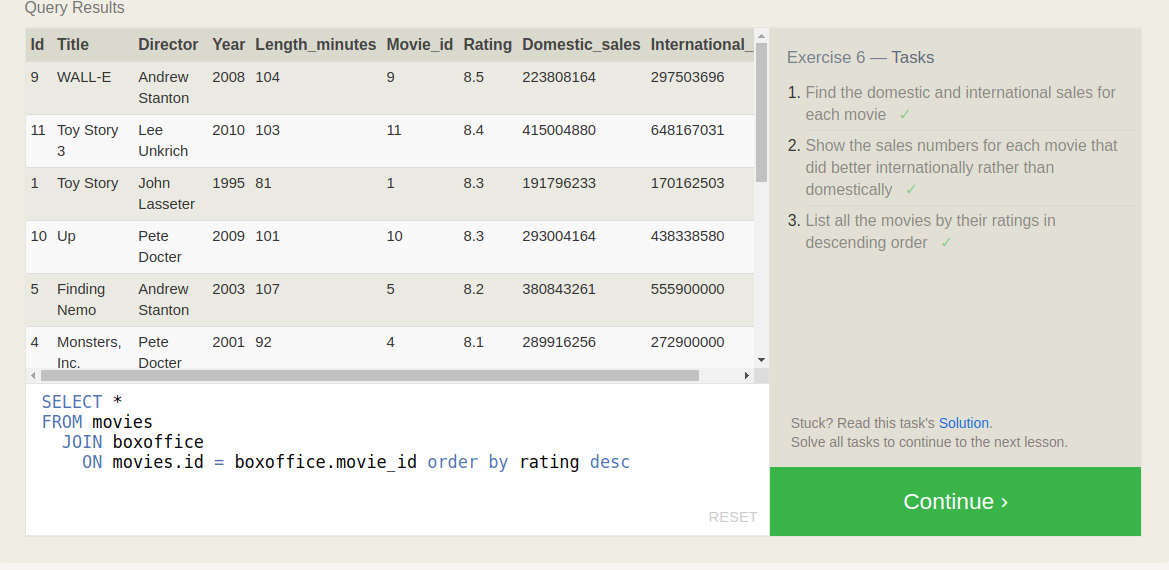 Query Results
Id Title Director Year Length_minutes Movie_id Rating Domestic_sales International_
9 WALL-E Andrew Stanton 2008 104 9 8.5 223808164 297503696
11 Toy Story 3 Lee Unkrich 2010 103 11 8.4 415004880 648167031
1 Toy Story John Lasseter 1995 81 1 8.3 191796233 170162503
10 Up Pete Docter 2009 101 10 8.3 293004164 438338580
5 Finding Nemo Andrew Stanton 2003 107 5 8.2 380843261 555900000
4 Monsters, Inc. Pete Docter 2001 92 4 8.1 289916256 272900000
SELECT *
FROM movies
JOIN boxoffice
ON movies.id = boxoffice.movie_id order by rating desc
RESET
Exercise 6 — Tasks
1. Find the domestic and international sales for
each movie ✓
2. Show the sales numbers for each movie that
did better internationally rather than
domestically ✓
3. List all the movies by their ratings in
descending order ✓
Stuck? Read this task's Solution.
Solve all tasks to continue to the next lesson.
Continue ›